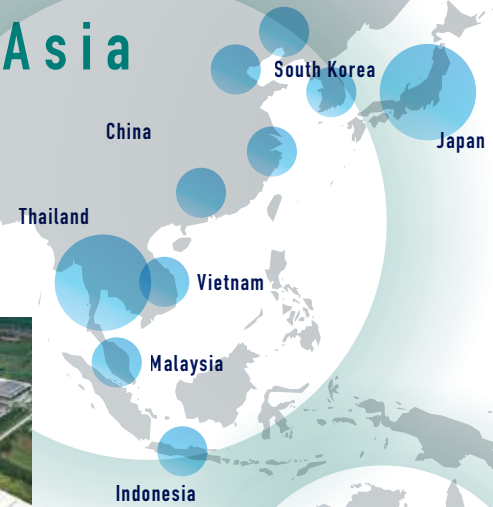 Asia
South Korea
China
Japan
Thailand
Vietnam
Malaysia
Indonesia